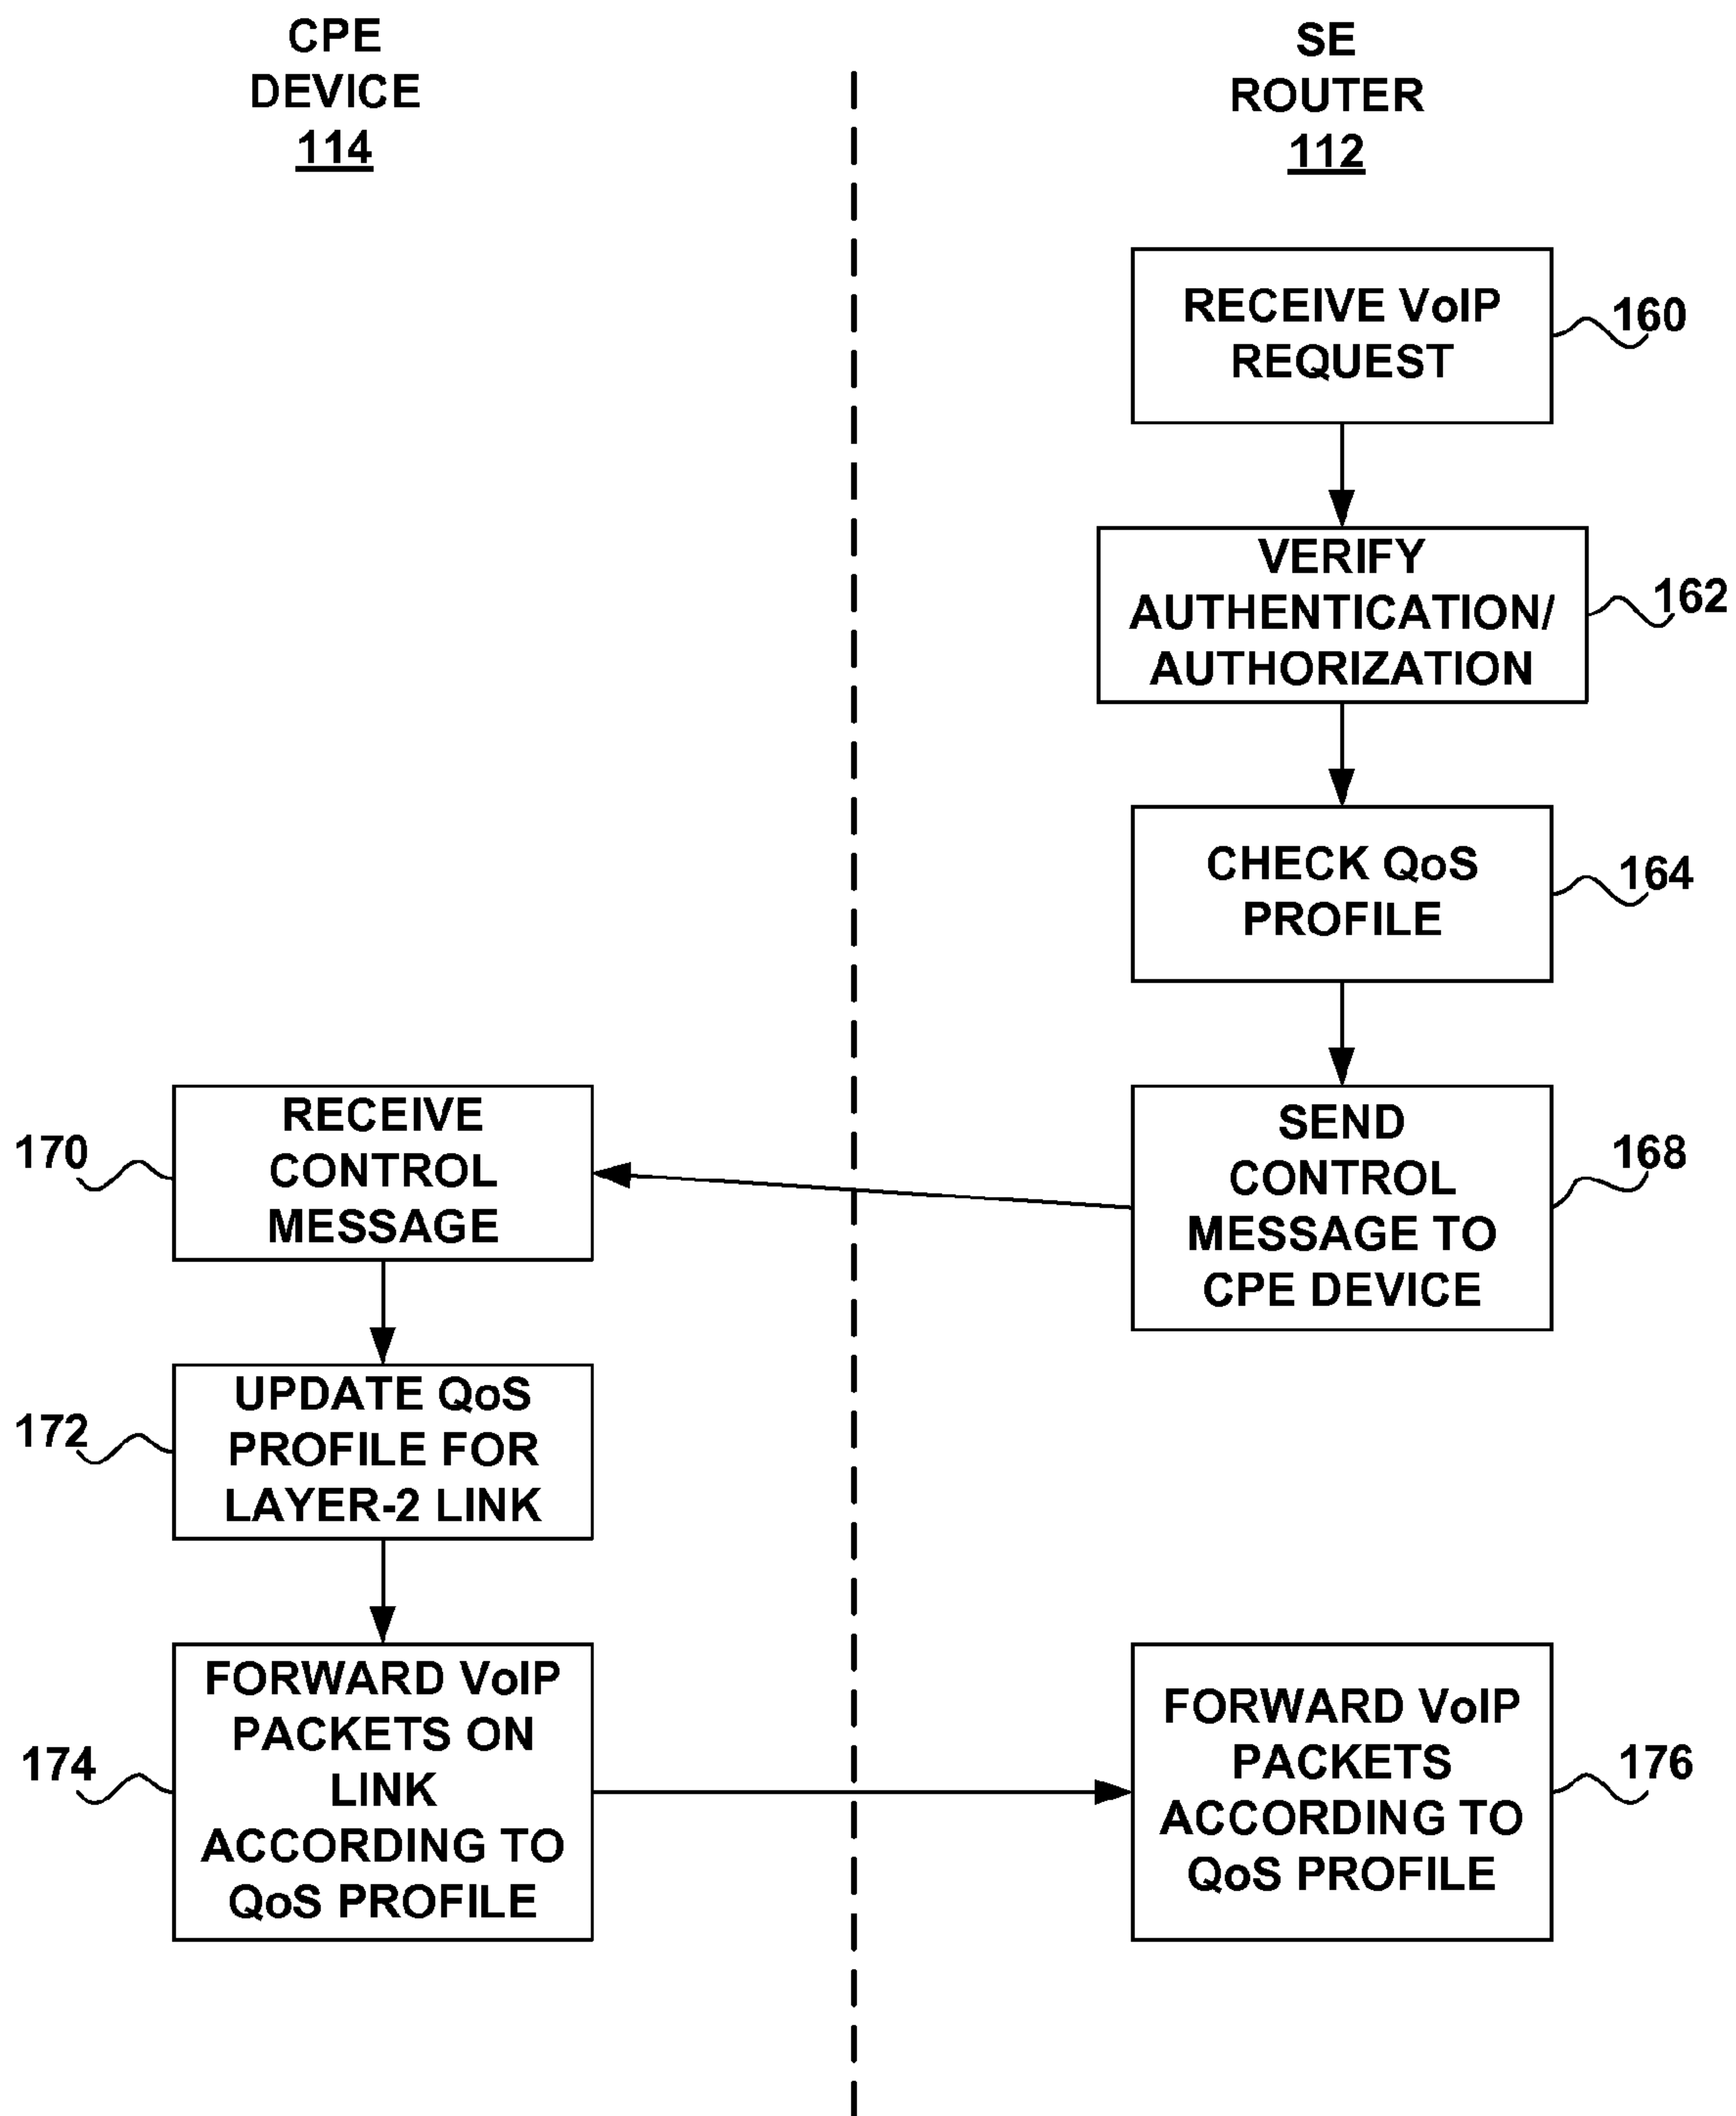 CPE
DEVICE
114
SE
ROUTER
112
RECEIVE VoIP
REQUEST
160
VERIFY
AUTHENTICATION/
AUTHORIZATION
162
CHECK QoS
PROFILE
164
SEND
CONTROL
MESSAGE TO
CPE DEVICE
168
170
RECEIVE
CONTROL
MESSAGE
172
UPDATE QoS
PROFILE FOR
LAYER-2 LINK
174
FORWARD VoIP
PACKETS ON
LINK
ACCORDING TO
QoS PROFILE
FORWARD VoIP
PACKETS
ACCORDING TO
QoS PROFILE
176